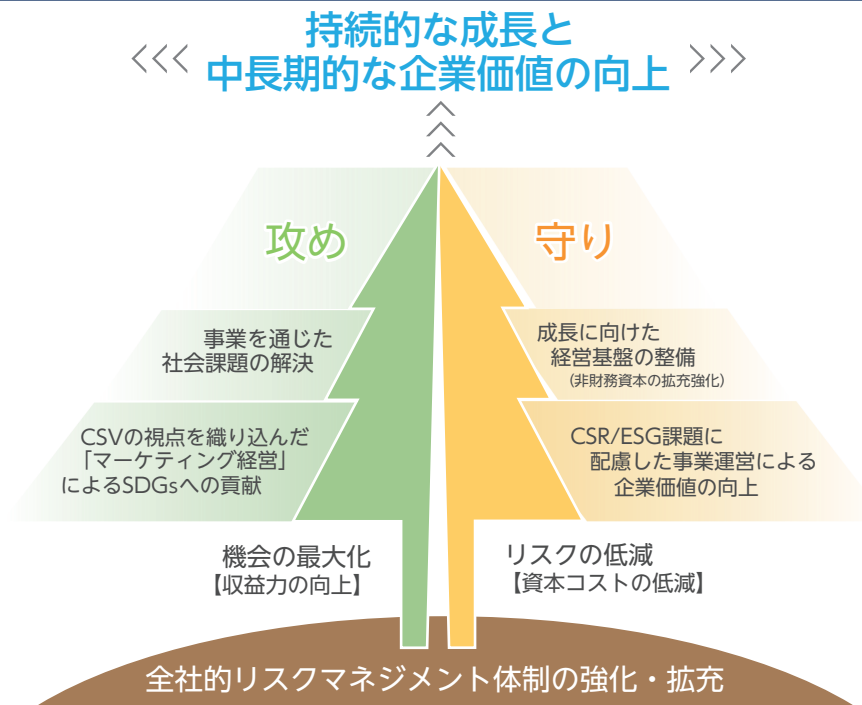 持続的な成長と
中長期的な企業価値の向上
攻め
守り
事業を通じた
社会課題の解決
成長に向けた
経営基盤の整備
（非財務資本の拡充強化）
CSVの視点を織り込んだ
「マーケティング経営」
によるSDGsへの貢献
CSR/ESG課題に
配慮した事業運営による
企業価値の向上
機会の最大化
【収益力の向上】
リスクの低減
【資本コストの低減】
全社的リスクマネジメント体制の強化・拡充